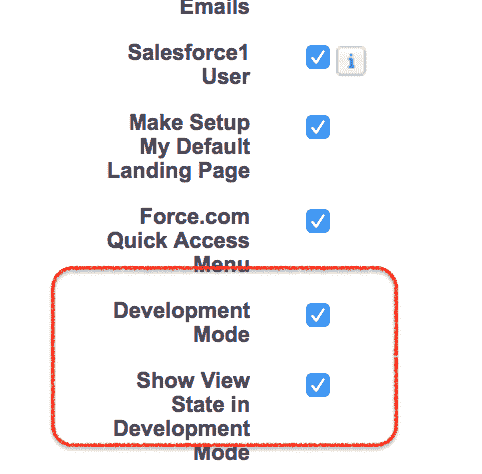 Emails
Salesforce1
User
i
Make Setup
My Default
Landing Page
Force.com
Quick Access
Menu
Development
Mode
Show View
State in
Development
Mode